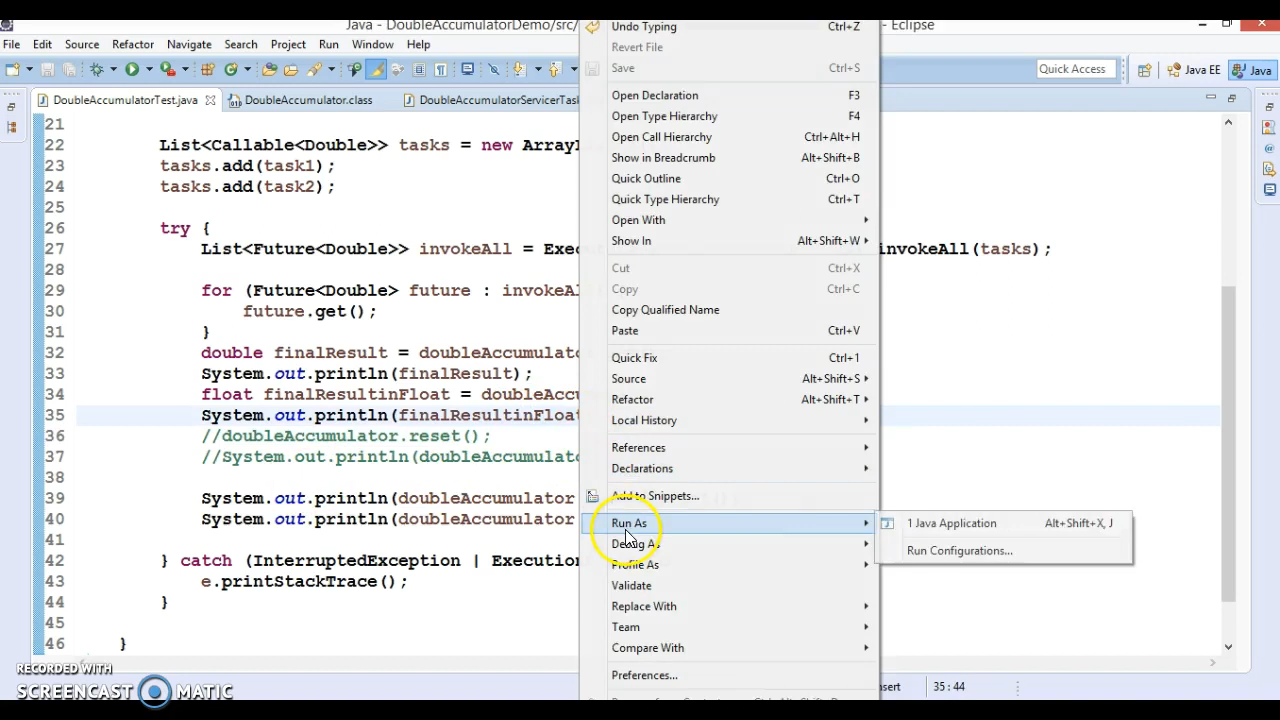 Java - DoubleAccumulatorDemo/src/ - Eclipse
File Edit Source Refactor Navigate Search Project Run Window Help
Quick Access Java EE Java
DoubleAccumulatorTest.java DoubleAccumulator.class DoubleAccumulatorServicerTask
21
22 List<Callable<Double>> tasks = new ArrayL
23 tasks.add(task1);
24 tasks.add(task2);
25
26 try {
27 List<Future<Double>> invokeAll = Exec invokeAll(tasks);
28
29 for (Future<Double> future : invokeAl
30 future.get();
31 }
32 double finalResult = doubleAccumulato
33 System.out.println(finalResult);
34 float finalResultinFloat = doubleAcc
35 System.out.println(finalResultinFloat
36 //doubleAccumulator.reset();
37 //System.out.println(doubleAccumulato
38
39 System.out.println(doubleAccumulator
40 System.out.println(doubleAccumulator
41
42 } catch (InterruptedException | Execution
43 e.printStackTrace();
44 }
45
46 }
Undo Typing Ctrl+Z
Revert File
Save Ctrl+S
Open Declaration F3
Open Type Hierarchy F4
Open Call Hierarchy Ctrl+Alt+H
Show in Breadcrumb Alt+Shift+B
Quick Outline Ctrl+O
Quick Type Hierarchy Ctrl+T
Open With
Show In Alt+Shift+W
Cut Ctrl+X
Copy Ctrl+C
Copy Qualified Name
Paste Ctrl+V
Quick Fix Ctrl+1
Source Alt+Shift+S
Refactor Alt+Shift+T
Local History
References
Declarations
Add to Snippets...
Run As
Debug As
Profile As
Validate
Replace With
Team
Compare With
Preferences...
1 Java Application Alt+Shift+X, J
Run Configurations...
nsert 35 : 44
RECORDED WITH
SCREENCAST MATIC